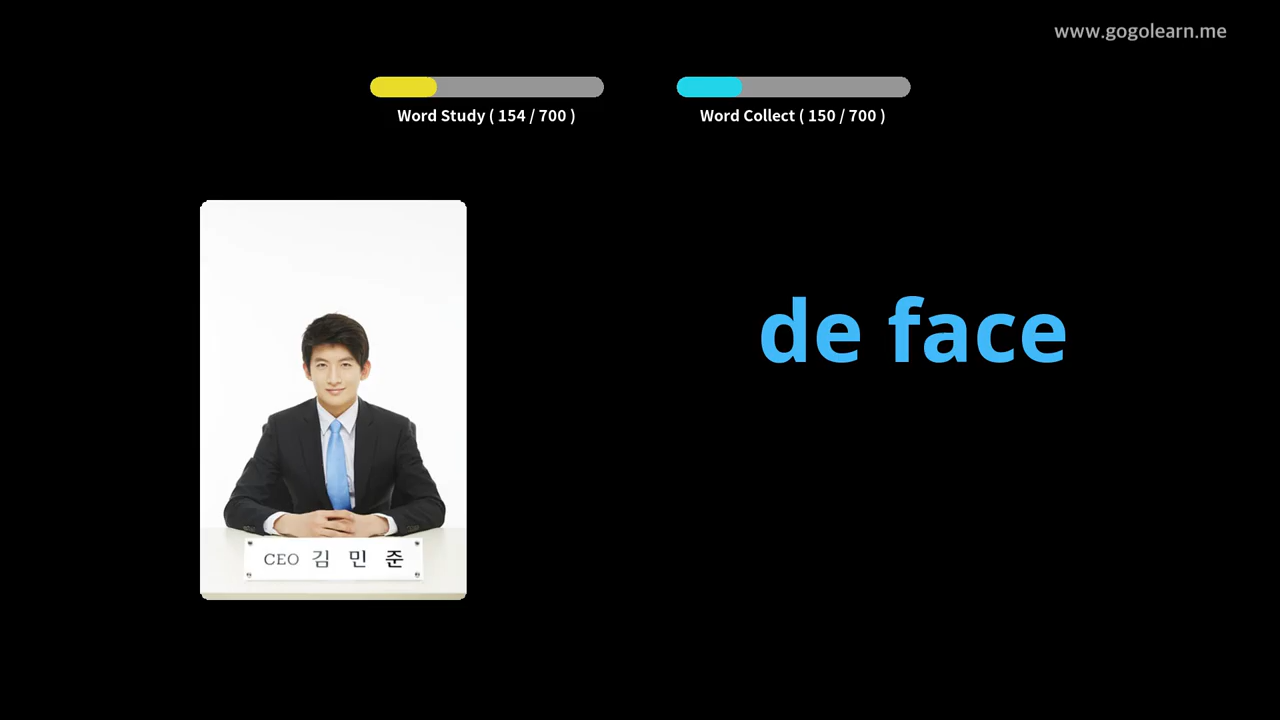 www.gogolearn.me
Word Study ( 154 / 700 )
Word Collect ( 150 / 700 )
de face
CEO 김 민 준